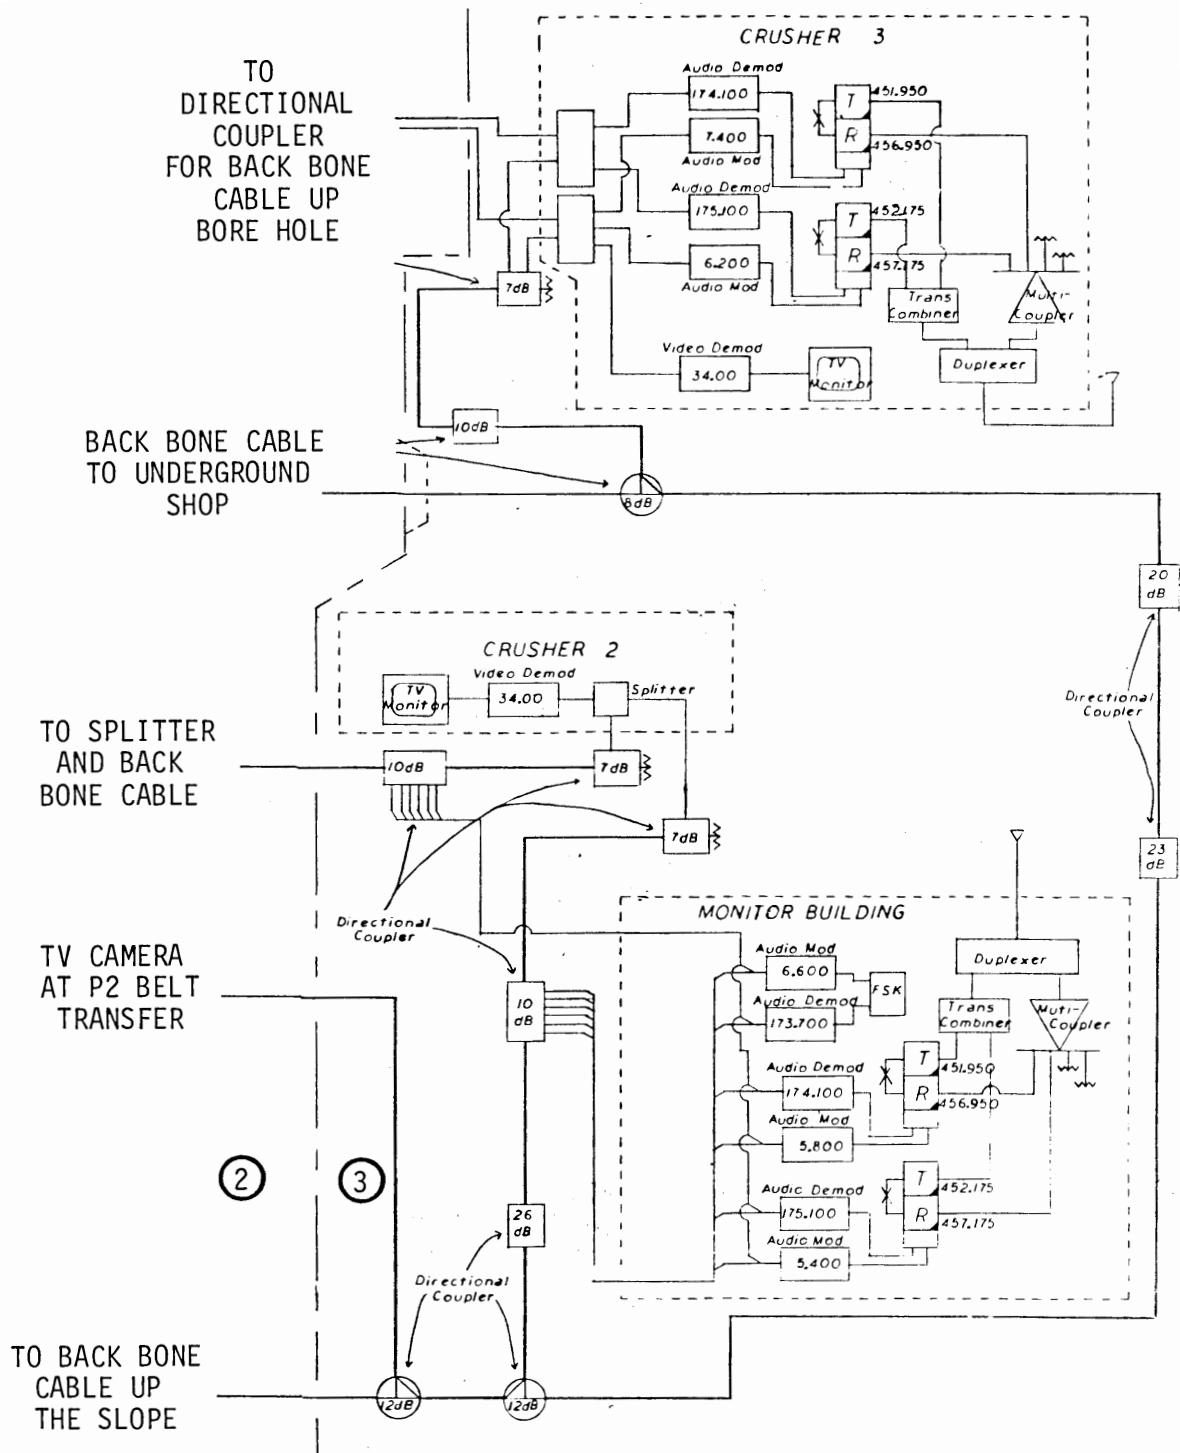 CRUSHER 3
TO
DIRECTIONAL
COUPLER
FOR BACK BONE
CABLE UP
BORE HOLE
Audio Demod
174.100
7.400
Audio Mod
Audio Demod
175.100
6.200
Audio Mod
T
451.950
R
456.950
T
452.175
R
457.175
Trans
Combiner
Multi-
Coupler
Duplexer
7dB
Video Demod
34.00
TV
Monitor
10dB
BACK BONE CABLE
TO UNDERGROUND
SHOP
8dB
20
dB
Directional
Coupler
23
dB
CRUSHER 2
Video Demod
TV
Monitor
34.00
Splitter
TO SPLITTER
AND BACK
BONE CABLE
10dB
7dB
7dB
Directional
Coupler
TV CAMERA
AT P2 BELT
TRANSFER
10
dB
MONITOR BUILDING
Audio Mod
6.600
FSK
Audio Demod
173.700
Audio Demod
174.100
Audio Mod
5.800
Audio Demod
175.100
Audio Mod
5.400
Duplexer
Trans
Combiner
Muti-
Coupler
T
451.950
R
456.950
T
452.175
R
457.175
2
3
26
dB
Directional
Coupler
TO BACK BONE
CABLE UP
THE SLOPE
12dB
12dB